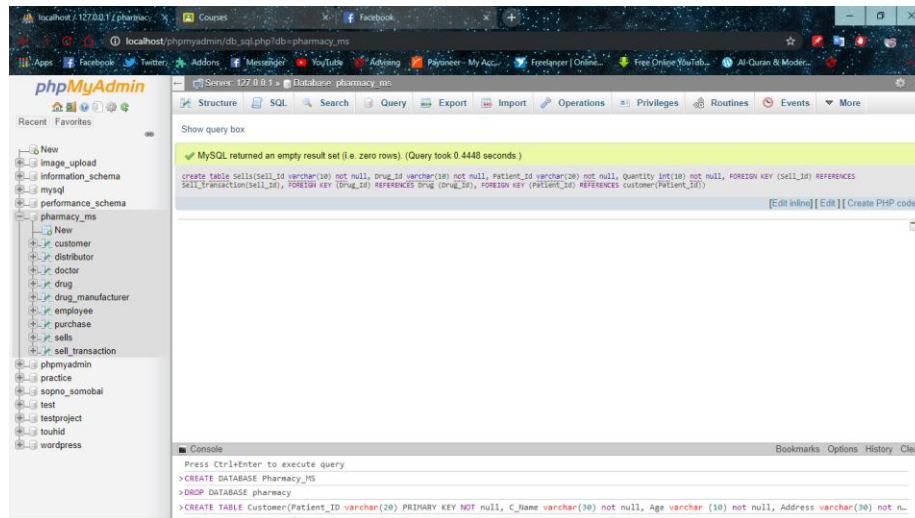 localhost / 127.0.0.1 / pharmacy
Courses
Facebook
localhost/phpmyadmin/db_sql.php?db=pharmacy_ms
Apps Facebook Twitter Addons Messenger YouTube Advising Payoneer - My Acc... Freelancer | Online... Free Online YouTub... Al-Quran & Moder...
phpMyAdmin
Recent Favorites
New
image_upload
information_schema
mysql
performance_schema
pharmacy_ms
New
customer
distributor
doctor
drug
drug_manufacturer
employee
purchase
sells
sell_transaction
phpmyadmin
practice
sopno_somobai
test
testproject
touhid
wordpress
Server: 127.0.0.1 » Database: pharmacy_ms
Structure SQL Search Query Export Import Operations Privileges Routines Events More
Show query box
MySQL returned an empty result set (i.e. zero rows). (Query took 0.4448 seconds.)
create table Sells(Sell_Id varchar(10) not null, Drug_Id varchar(10) not null, Patient_Id varchar(20) not null, Quantity int(10) not null, FOREIGN KEY (Sell_Id) REFERENCES
Sell_transaction(Sell_Id), FOREIGN KEY (Drug_Id) REFERENCES Drug (Drug_Id), FOREIGN KEY (Patient_Id) REFERENCES customer(Patient_Id))
[Edit inline] [ Edit ] [ Create PHP code
Console
Bookmarks Options History Cle
Press Ctrl+Enter to execute query
>CREATE DATABASE Pharmacy_MS
>DROP DATABASE pharmacy
>CREATE TABLE Customer(Patient_ID varchar(20) PRIMARY KEY NOT null, C_Name varchar(30) not null, Age varchar (10) not null, Address varchar(30) not n…